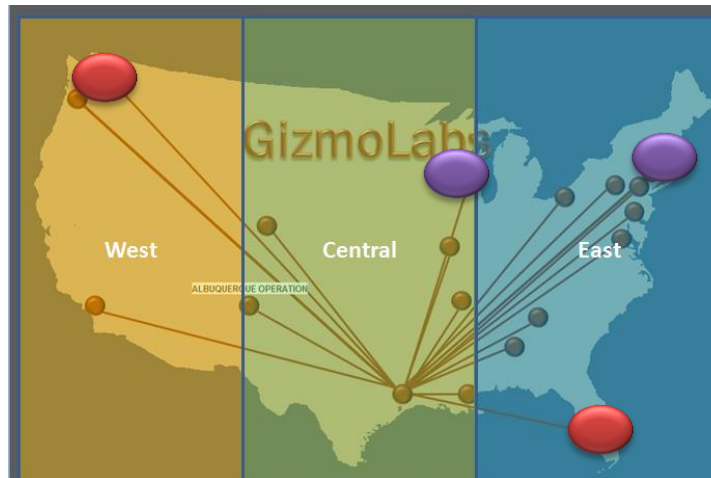 GizmoLabs
West
Central
East
ALBUQUERQUE OPERATION